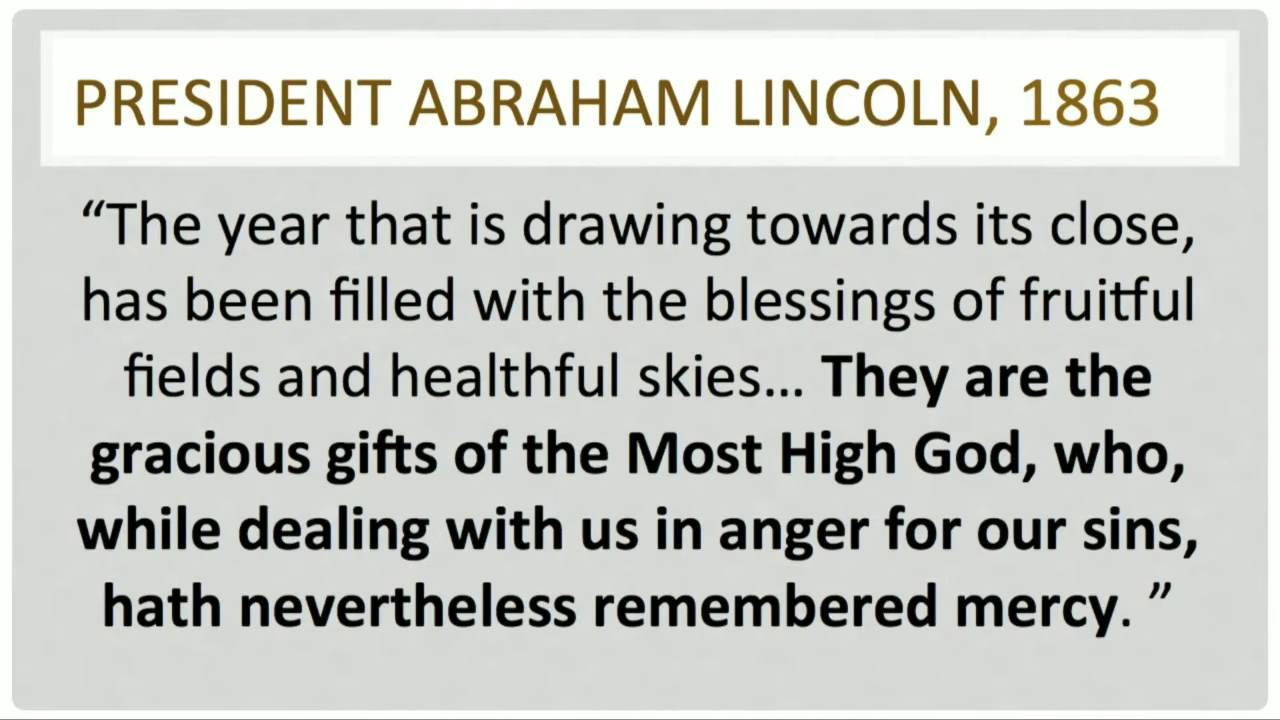 PRESIDENT ABRAHAM LINCOLN, 1863
“The year that is drawing towards its close,
has been filled with the blessings of fruitful
fields and healthful skies... They are the
gracious gifts of the Most High God, who,
while dealing with us in anger for our sins,
hath nevertheless remembered mercy. ”